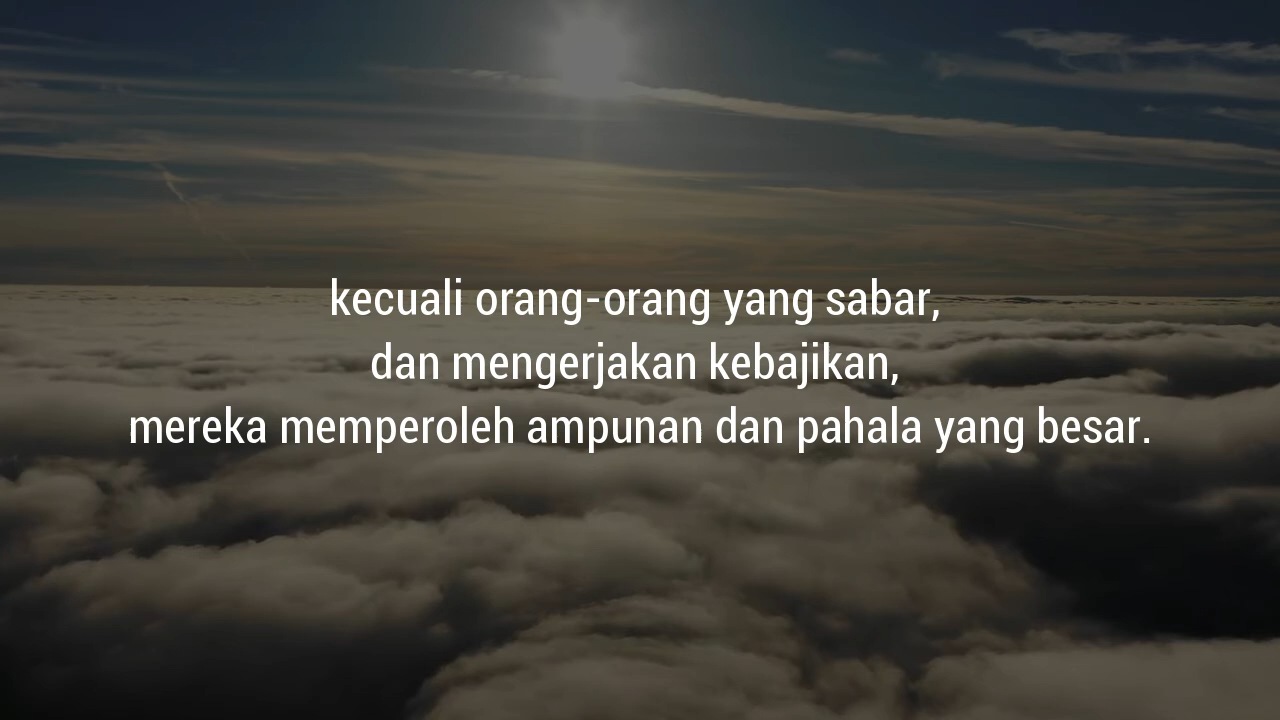 kecuali orang-orang yang sabar,
dan mengerjakan kebajikan,
mereka memperoleh ampunan dan pahala yang besar.